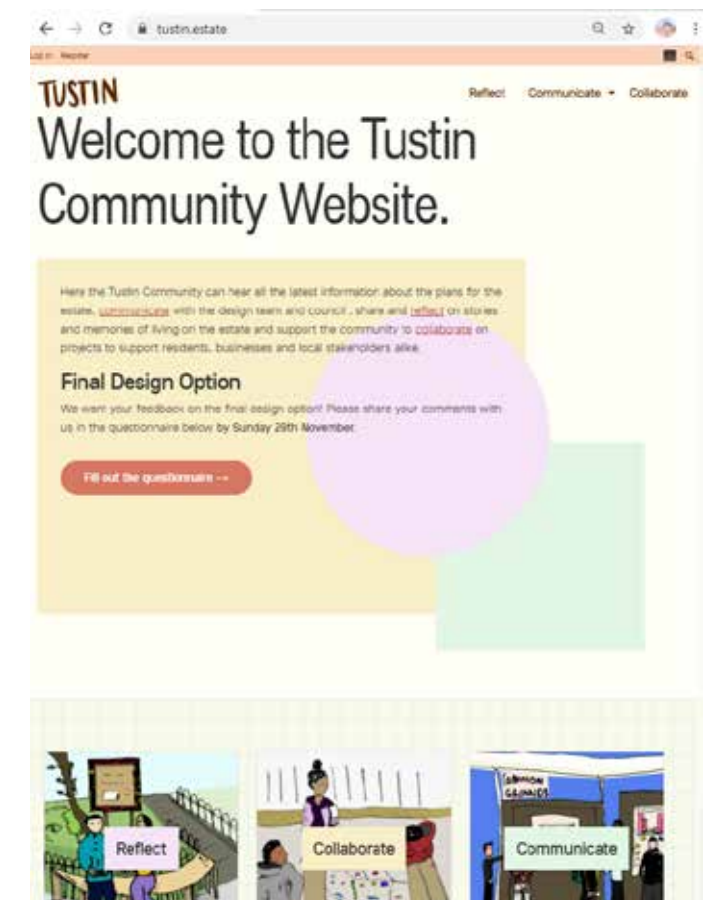 tustin.estate
Log in Register
TUSTIN
Reflect Communicate Collaborate
Welcome to the Tustin
Community Website.
Here the Tustin Community can hear all the latest information about the plans for the
estate, communicate with the design team and council , share and reflect on stories
and memories of living on the estate and support the community to collaborate on
projects to support residents, businesses and local stakeholders alike.
Final Design Option
We want your feedback on the final design option! Please share your comments with
us in the questionnaire below by Sunday 29th November.
Fill out the questionnaire →
Reflect
Collaborate
COMMON
GROUNDS
Communicate